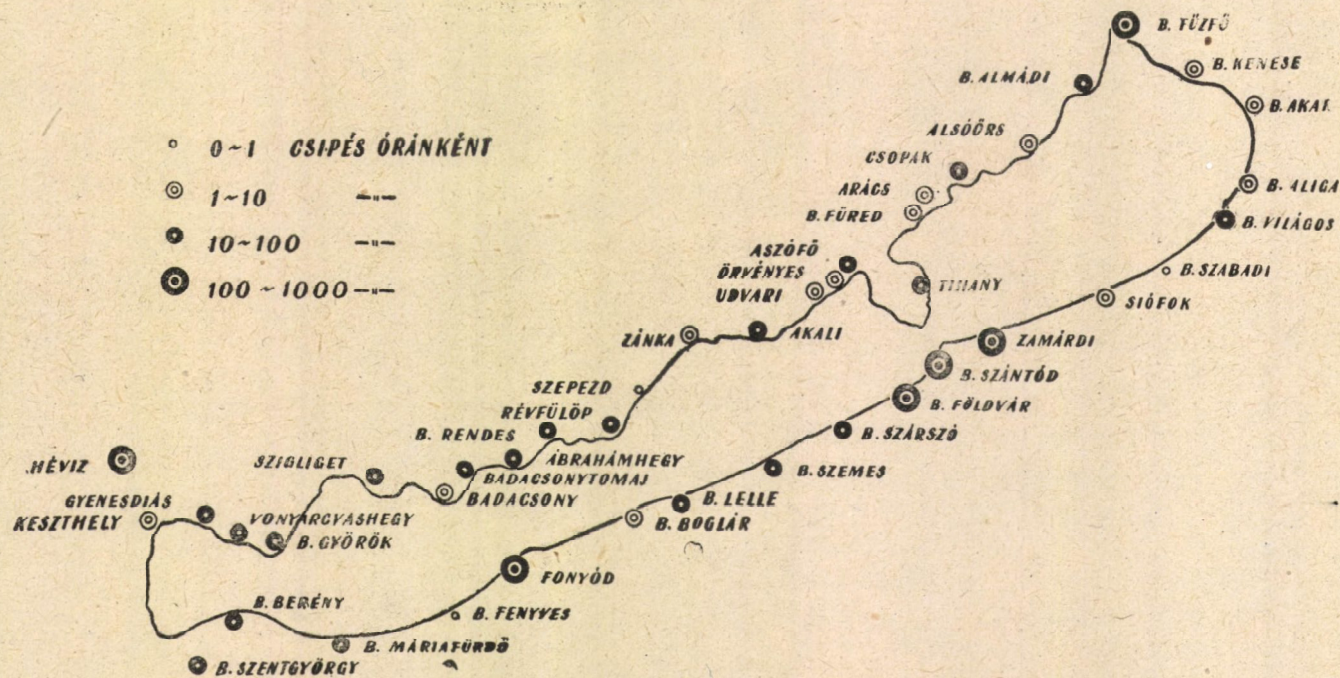 0~1 CSIPÉS ÓRÁNKÉNT
1~10 —„—
10~100 —„—
100~1000 —„—
B. FŰZFŐ
B. KENESE
B. ALMÁDI
ALSÓÖRS
CSOPAK
ARÁCS
B. FÜRED
B. ALIGA
B. VILÁGOS
B. SZABADI
SIÓFOK
ASZÓFŐ
ÖRVÉNYES
UDVARI
TIHANY
ZÁNKA
AKALI
ZAMÁRDI
B. SZÁNTÓD
B. FÖLDVÁR
SZEPEZD
RÉVFÜLÖP
B. RENDES
B. SZÁRSZÓ
ÁBRAHÁMHEGY
B. SZEMES
HÉVIZ
SZIGLIGET
BADACSONYTOMAJ
BADACSONY
B. LELLE
B. BOGLÁR
GYENESDIÁS
KESZTHELY
VONYARCVASHEGY
B. GYÖRÖK
FONYÓD
B. BERÉNY
B. FENYVES
B. MÁRIAFÜRDŐ
B. SZENTGYÖRGY